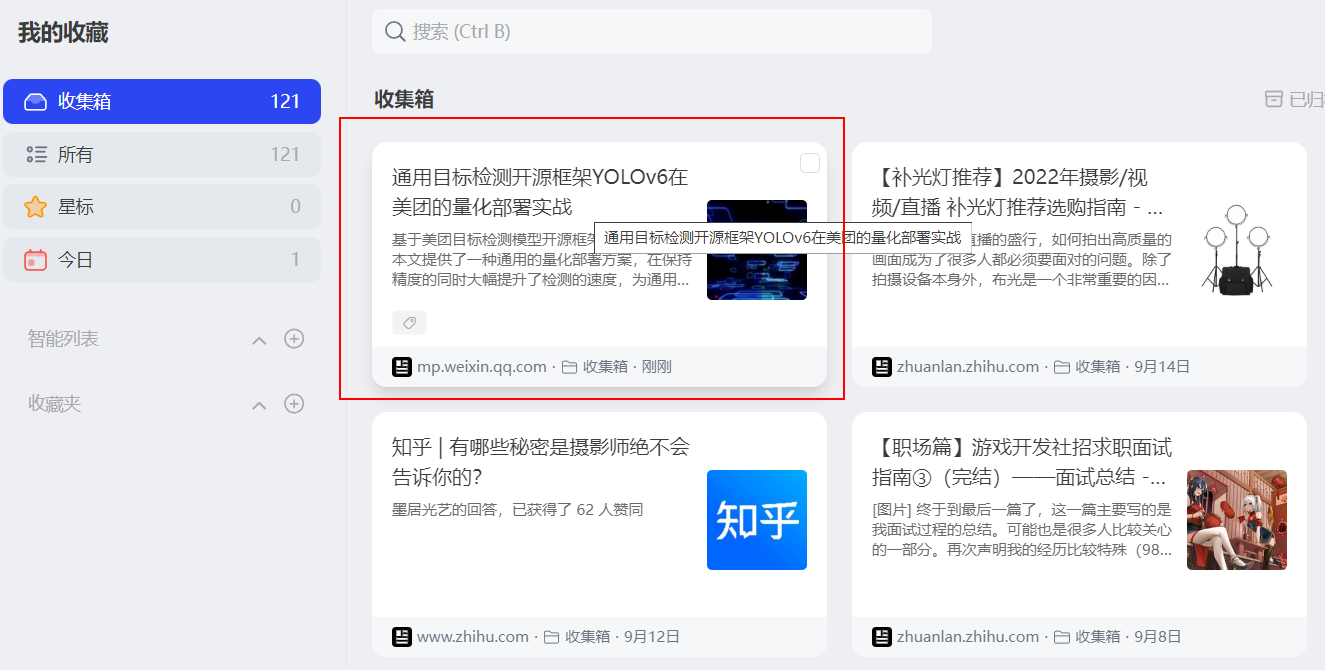 我的收藏
搜索 (Ctrl B)
收集箱 121
所有 121
星标 0
今日 1
智能列表
收藏夹
收集箱
已归
通用目标检测开源框架YOLOv6在
美团的量化部署实战
基于美团目标检测模型开源框架
本文提供了一种通用的量化部署方案，在保持
精度的同时大幅提升了检测的速度，为通用...
通用目标检测开源框架YOLOv6在美团的量化部署实战
mp.weixin.qq.com · 收集箱 · 刚刚
【补光灯推荐】2022年摄影/视
频/直播 补光灯推荐选购指南 - ...
直播的盛行，如何拍出高质量的
画面成为了很多人都必须要面对的问题。除了
拍摄设备本身外，布光是一个非常重要的因...
zhuanlan.zhihu.com · 收集箱 · 9月14日
知乎 | 有哪些秘密是摄影师绝不会
告诉你的?
墨居光艺的回答，已获得了 62 人赞同
知乎
www.zhihu.com · 收集箱 · 9月12日
【职场篇】游戏开发社招求职面试
指南③（完结）——面试总结 -...
[图片] 终于到最后一篇了，这一篇主要写的是
我面试过程的总结。可能也是很多人比较关心
的一部分。再次声明我的经历比较特殊（98...
zhuanlan.zhihu.com · 收集箱 · 9月8日